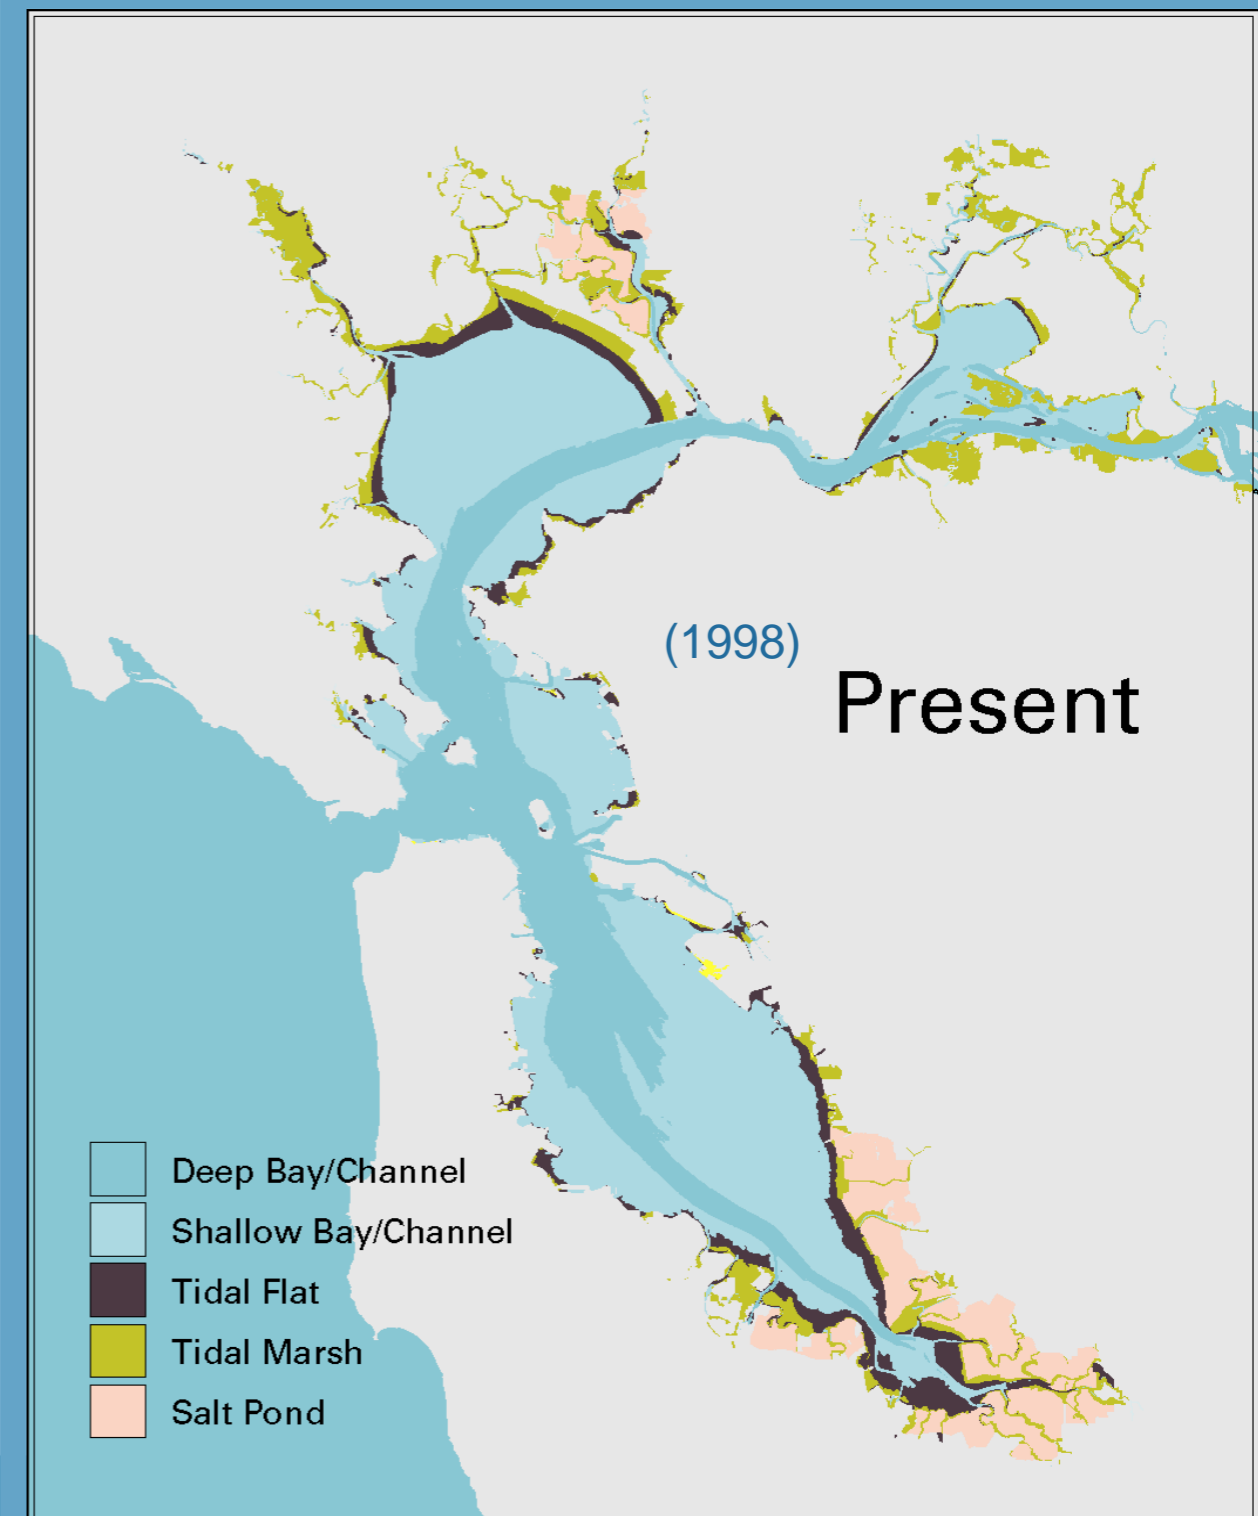 (1998)
Present
Deep Bay/Channel
Shallow Bay/Channel
Tidal Flat
Tidal Marsh
Salt Pond